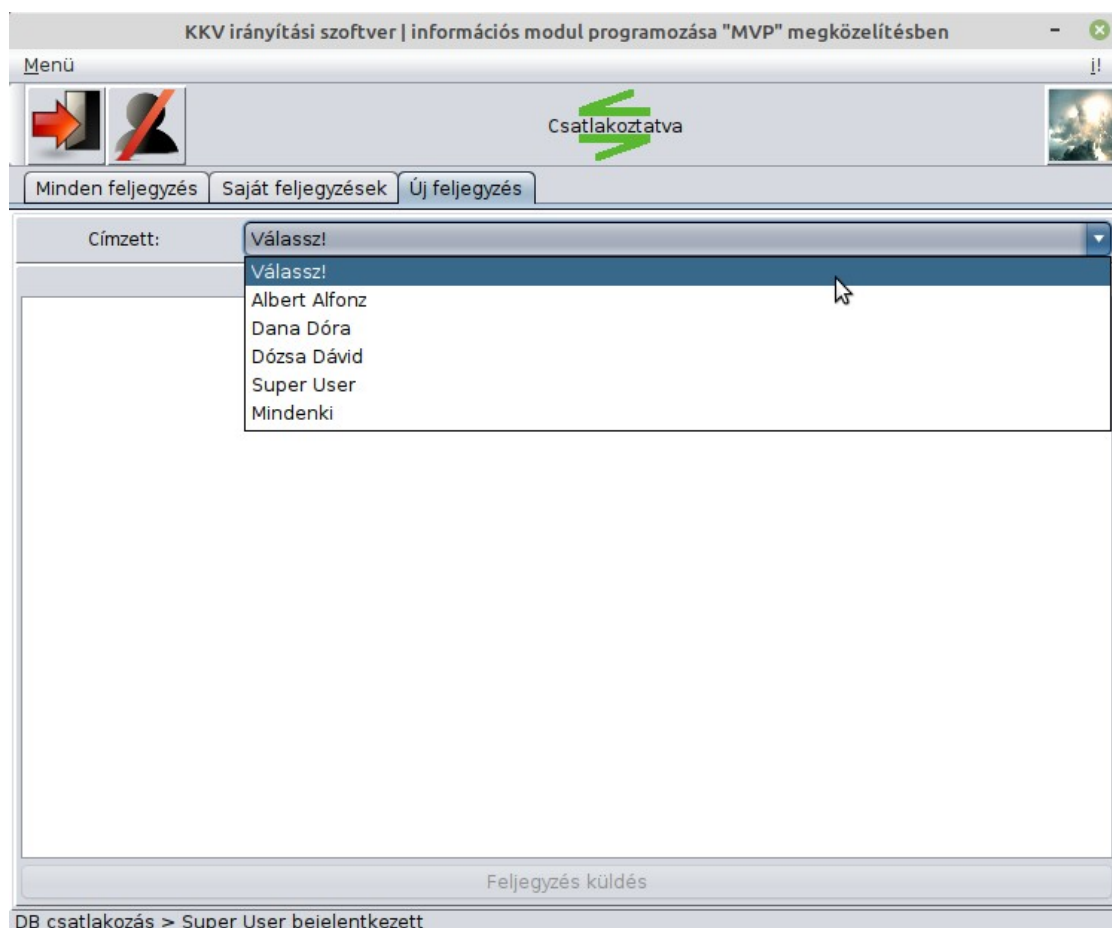 KKV irányítási szoftver | információs modul programozása "MVP" megközelítésben
Menü i!
Csatlakoztatva
Minden feljegyzés Saját feljegyzések Új feljegyzés
Címzett: Válassz!
Válassz!
Albert Alfonz
Dana Dóra
Dózsa Dávid
Super User
Mindenki
Feljegyzés küldés
DB csatlakozás > Super User bejelentkezett